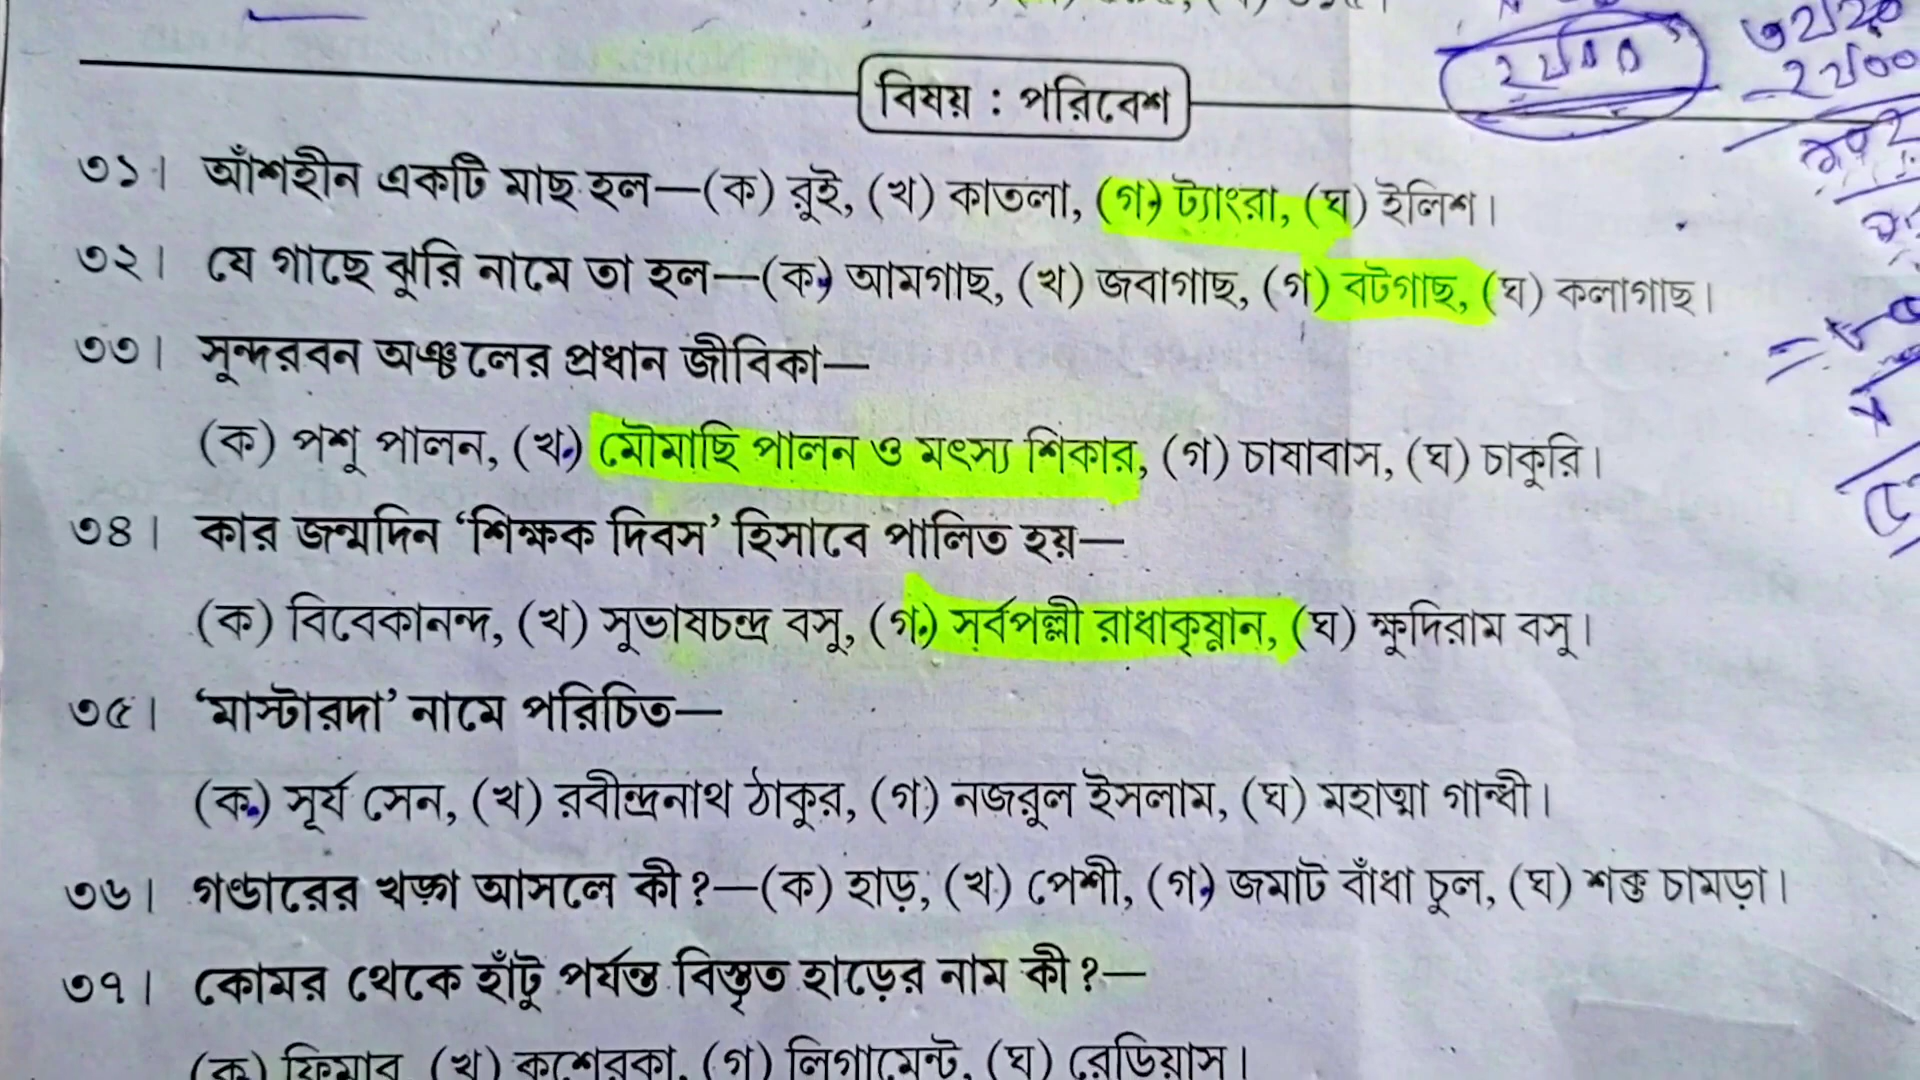 বিষয় : পরিবেশ
৩১। আঁশহীন একটি মাছ হল—(ক) রুই, (খ) কাতলা, (গ) ট্যাংরা, (ঘ) ইলিশ।
৩২। যে গাছে ঝুরি নামে তা হল—(ক) আমগাছ, (খ) জবাগাছ, (গ) বটগাছ, (ঘ) কলাগাছ।
৩৩। সুন্দরবন অঞ্চলের প্রধান জীবিকা—
(ক) পশু পালন, (খ) মৌমাছি পালন ও মৎস্য শিকার, (গ) চাষাবাস, (ঘ) চাকুরি।
৩৪। কার জন্মদিন ‘শিক্ষক দিবস’ হিসাবে পালিত হয়—
(ক) বিবেকানন্দ, (খ) সুভাষচন্দ্র বসু, (গ) সর্বপল্লী রাধাকৃষ্ণান, (ঘ) ক্ষুদিরাম বসু।
৩৫। ‘মাস্টারদা’ নামে পরিচিত—
(ক) সূর্য সেন, (খ) রবীন্দ্রনাথ ঠাকুর, (গ) নজরুল ইসলাম, (ঘ) মহাত্মা গান্ধী।
৩৬। গণ্ডারের খড়্গ আসলে কী ?—(ক) হাড়, (খ) পেশী, (গ) জমাট বাঁধা চুল, (ঘ) শক্ত চামড়া।
৩৭। কোমর থেকে হাঁটু পর্যন্ত বিস্তৃত হাড়ের নাম কী ?—
(ক) ফিমার, (খ) কশেরুকা, (গ) লিগামেন্ট, (ঘ) রেডিয়াস।